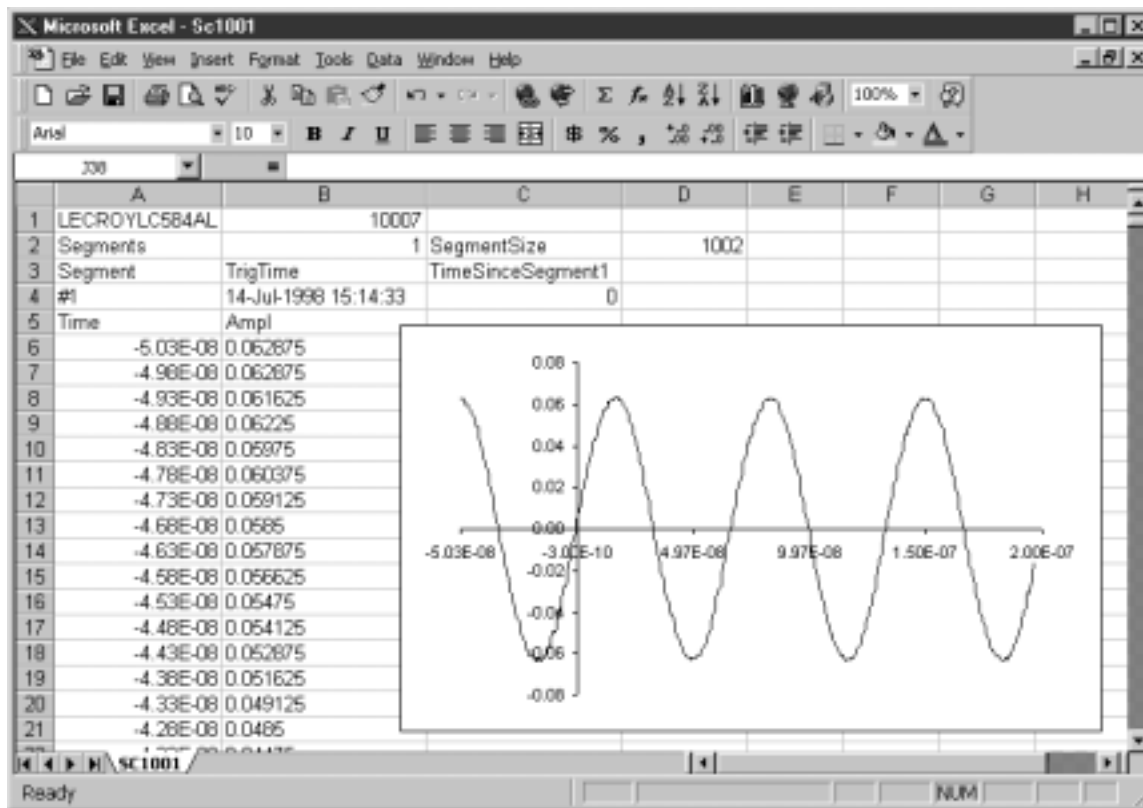 Microsoft Excel - Sc1001
File Edit View Insert Format Tools Data Window Help
100%
Arial 10 B I U $ % ,
J38 =
A B C D E F G H
1 LECROYLC584AL 10007
2 Segments 1 SegmentSize 1002
3 Segment TrigTime TimeSinceSegment1
4 #1 14-Jul-1998 15:14:33 0
5 Time Ampl
6 -5.03E-08 0.062875
7 -4.98E-08 0.062875
8 -4.93E-08 0.061625
9 -4.88E-08 0.06225
10 -4.83E-08 0.05975
11 -4.78E-08 0.060375
12 -4.73E-08 0.059125
13 -4.68E-08 0.0585
14 -4.63E-08 0.057875
15 -4.58E-08 0.056625
16 -4.53E-08 0.05475
17 -4.48E-08 0.054125
18 -4.43E-08 0.052875
19 -4.38E-08 0.051625
20 -4.33E-08 0.049125
21 -4.28E-08 0.0485
0.08
0.06
0.04
0.02
0.00
-5.03E-08 -3.00E-10 4.97E-08 9.97E-08 1.50E-07 2.00E-07
-0.02
-0.04
-0.06
-0.08
SC1001
Ready NUM